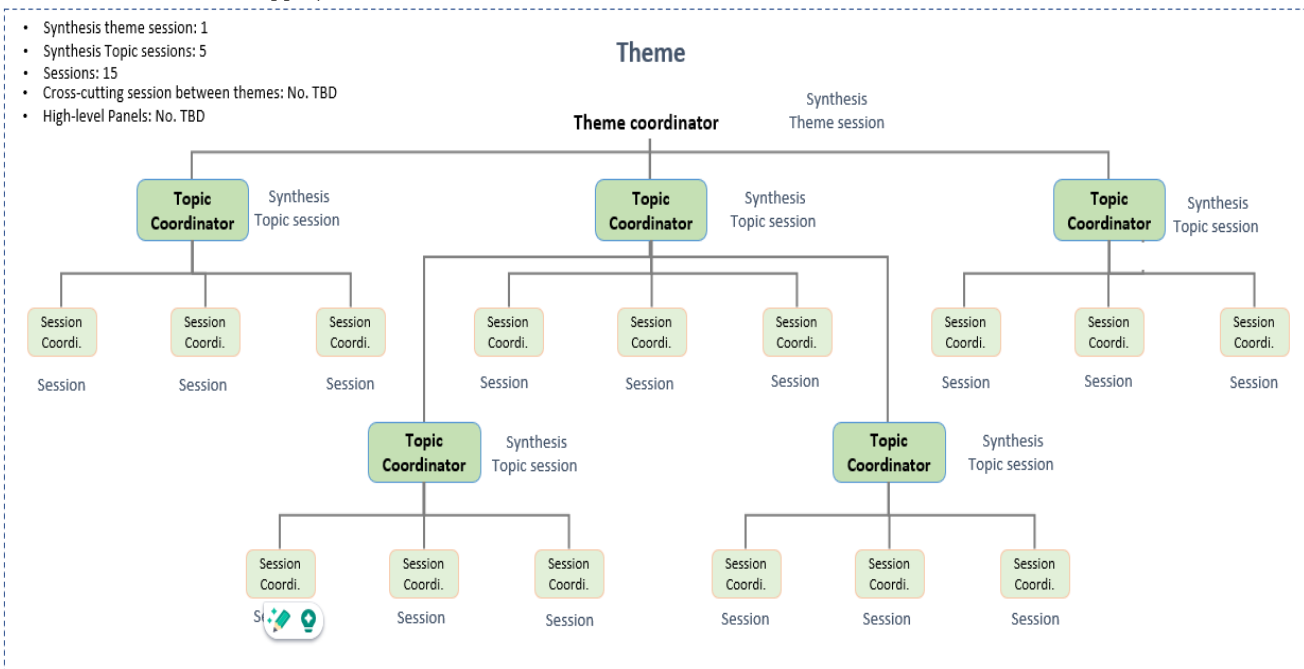 • Synthesis theme session: 1
• Synthesis Topic sessions: 5
• Sessions: 15
• Cross-cutting session between themes: No. TBD
• High-level Panels: No. TBD
Theme
Theme coordinator
Synthesis
Theme session
Topic
Coordinator
Synthesis
Topic session
Topic
Coordinator
Synthesis
Topic session
Topic
Coordinator
Synthesis
Topic session
Session
Coordi.
Session
Session
Coordi.
Session
Session
Coordi.
Session
Session
Coordi.
Session
Session
Coordi.
Session
Session
Coordi.
Session
Session
Coordi.
Session
Session
Coordi.
Session
Session
Coordi.
Session
Topic
Coordinator
Synthesis
Topic session
Topic
Coordinator
Synthesis
Topic session
Session
Coordi.
Session
Coordi.
Session
Session
Coordi.
Session
Session
Coordi.
Session
Session
Coordi.
Session
Session
Coordi.
Session